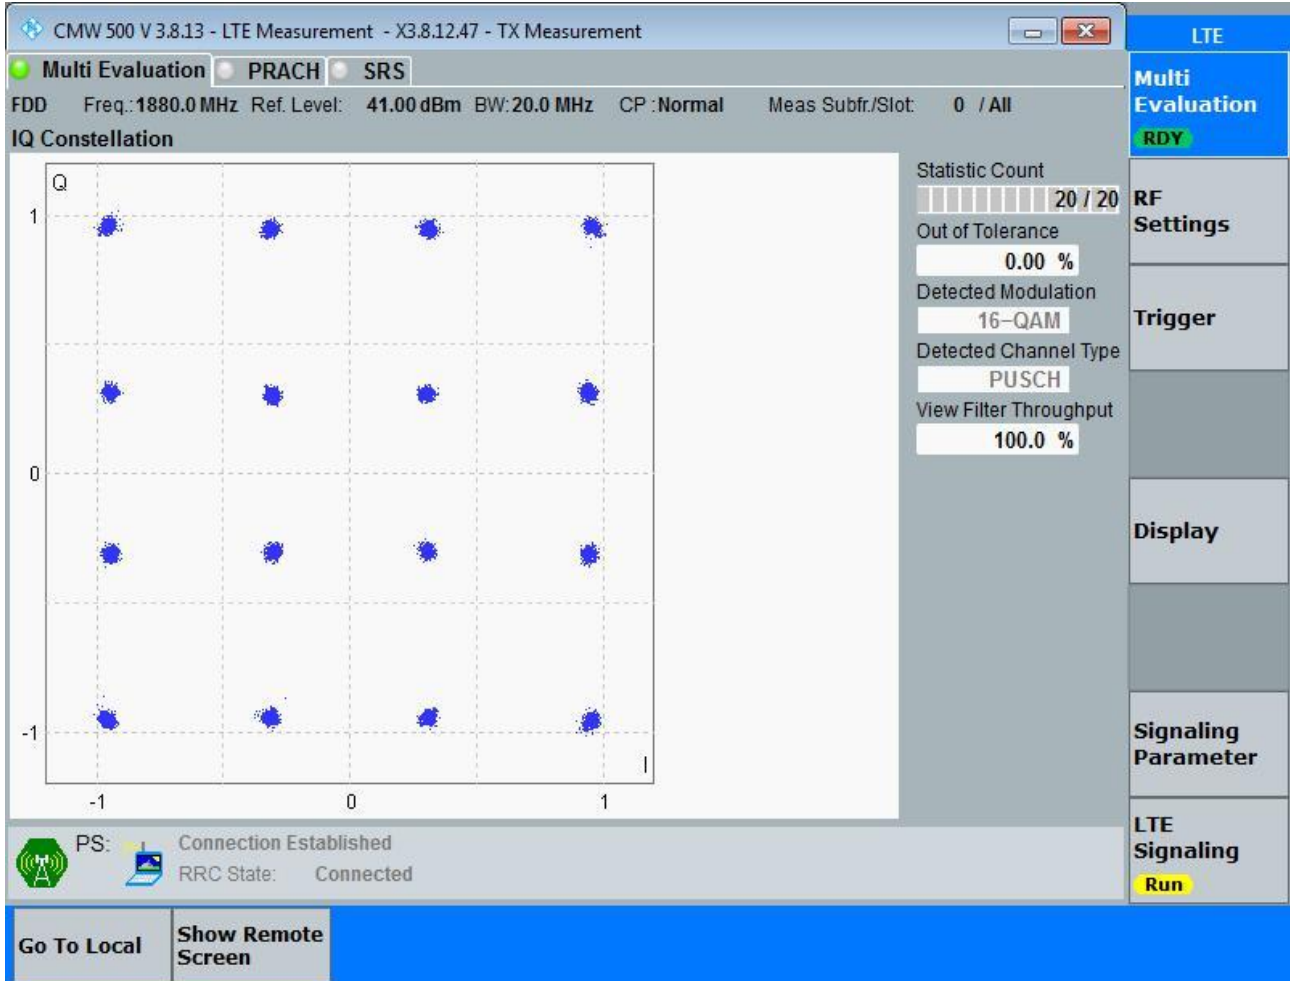 CMW 500 V 3.8.13 - LTE Measurement - X3.8.12.47 - TX Measurement
LTE
Multi Evaluation PRACH SRS
Multi
Evaluation
RDY
FDD Freq.:1880.0 MHz Ref. Level: 41.00 dBm BW:20.0 MHz CP :Normal Meas Subfr./Slot: 0 / All
IQ Constellation
Q
1
0
-1
I
-1 0 1
Statistic Count
20 / 20
Out of Tolerance
0.00 %
Detected Modulation
16-QAM
Detected Channel Type
PUSCH
View Filter Throughput
100.0 %
RF
Settings
Trigger
Display
Signaling
Parameter
LTE
Signaling
Run
PS: Connection Established
RRC State: Connected
Go To Local
Show Remote
Screen